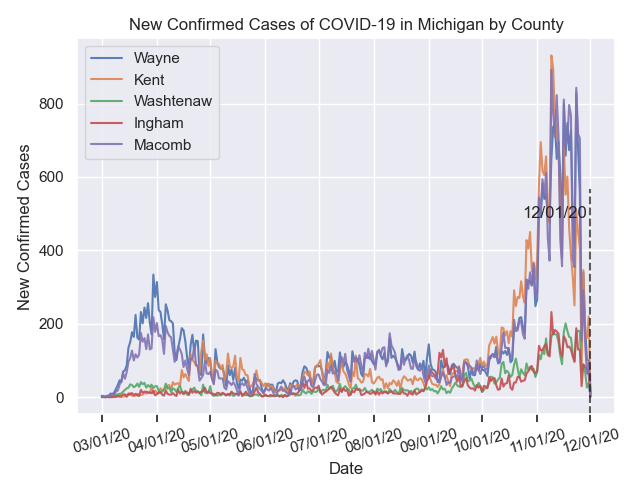 New Confirmed Cases of COVID-19 in Michigan by County
Wayne
Kent
Washtenaw
Ingham
Macomb
800
600
400
200
0
New Confirmed Cases
12/01/20
03/01/20
04/01/20
05/01/20
06/01/20
07/01/20
08/01/20
09/01/20
10/01/20
11/01/20
12/01/20
Date